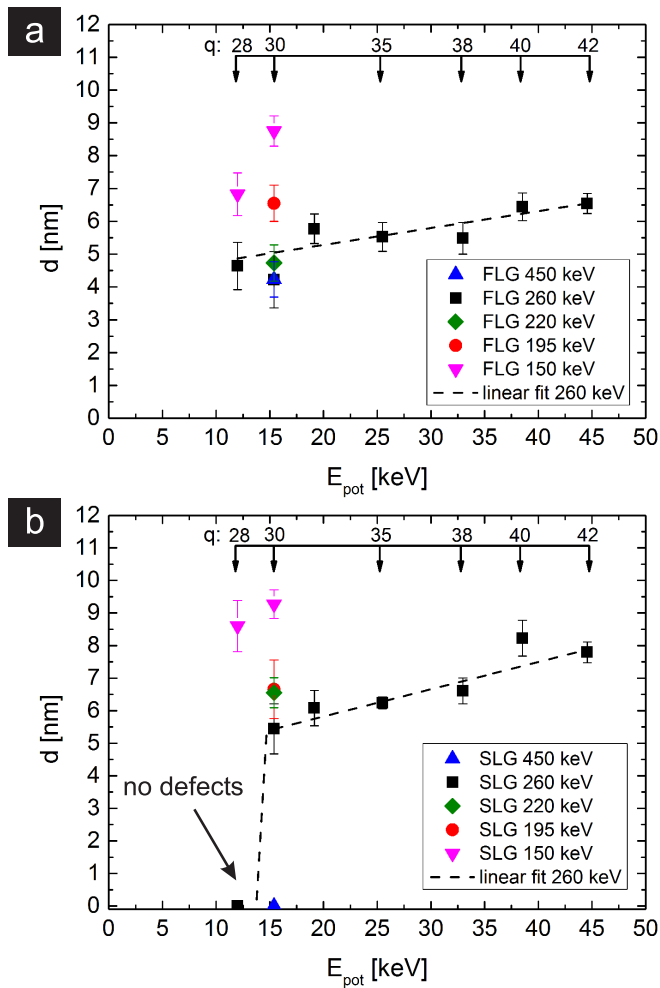 a
q: 28 30 35 38 40 42
12
11
10
9
8
7
6
5
4
3
2
1
0
d [nm]
FLG 450 keV
FLG 260 keV
FLG 220 keV
FLG 195 keV
FLG 150 keV
linear fit 260 keV
0 5 10 15 20 25 30 35 40 45 50
E_pot [keV]
b
q: 28 30 35 38 40 42
12
11
10
9
8
7
6
5
4
3
2
1
0
d [nm]
no defects
SLG 450 keV
SLG 260 keV
SLG 220 keV
SLG 195 keV
SLG 150 keV
linear fit 260 keV
0 5 10 15 20 25 30 35 40 45 50
E_pot [keV]